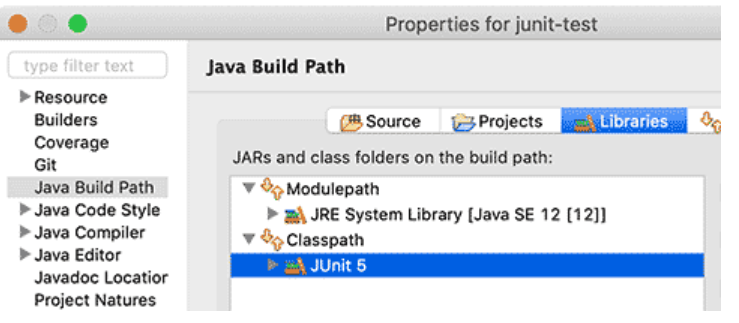 Properties for junit-test
type filter text
Resource
Builders
Coverage
Git
Java Build Path
Java Code Style
Java Compiler
Java Editor
Javadoc Location
Project Natures
Java Build Path
Source Projects Libraries
JARs and class folders on the build path:
Modulepath
JRE System Library [Java SE 12 [12]]
Classpath
JUnit 5